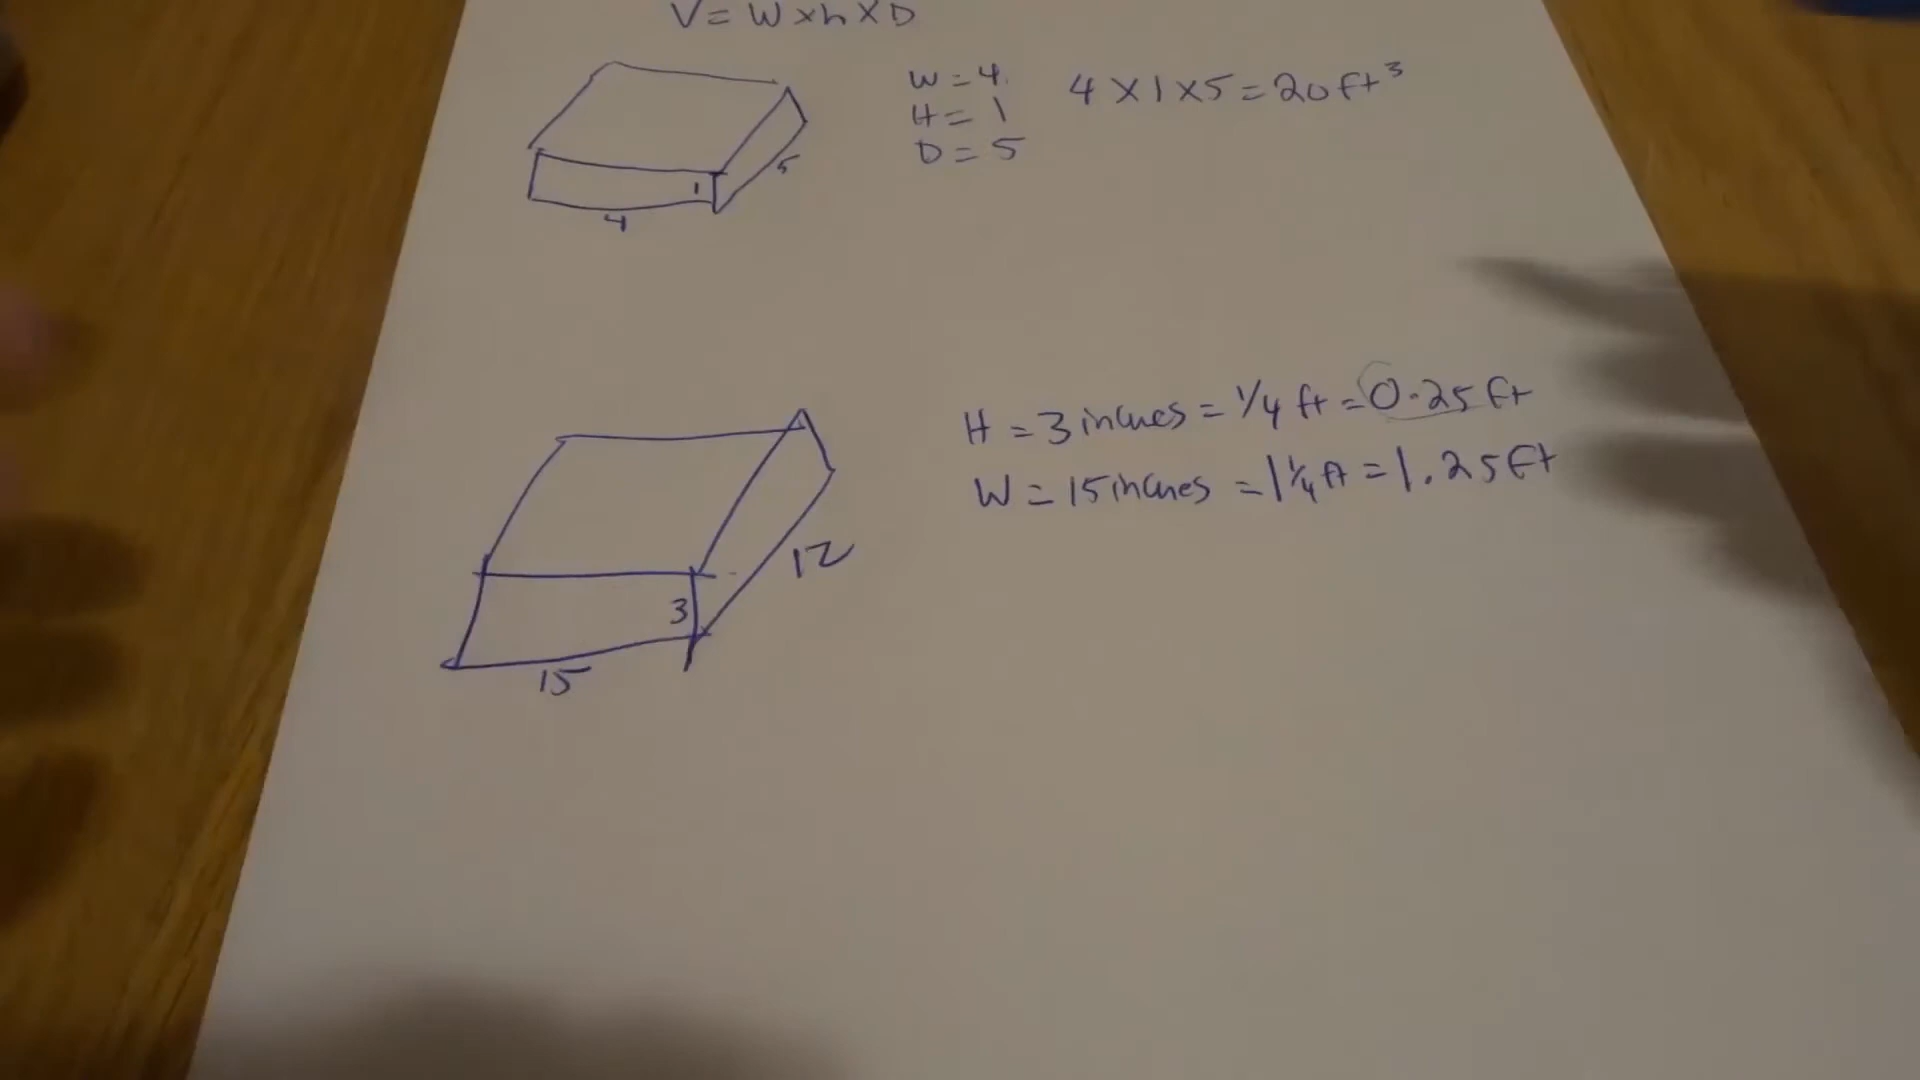 V = W x h x D
W = 4
4 x 1 x 5 = 20 ft³
H = 1
D = 5
1
5
4
H = 3 inches = 1/4 ft = 0.25 ft
W = 15 inches = 1 1/4 ft = 1.25 ft
12
3
15